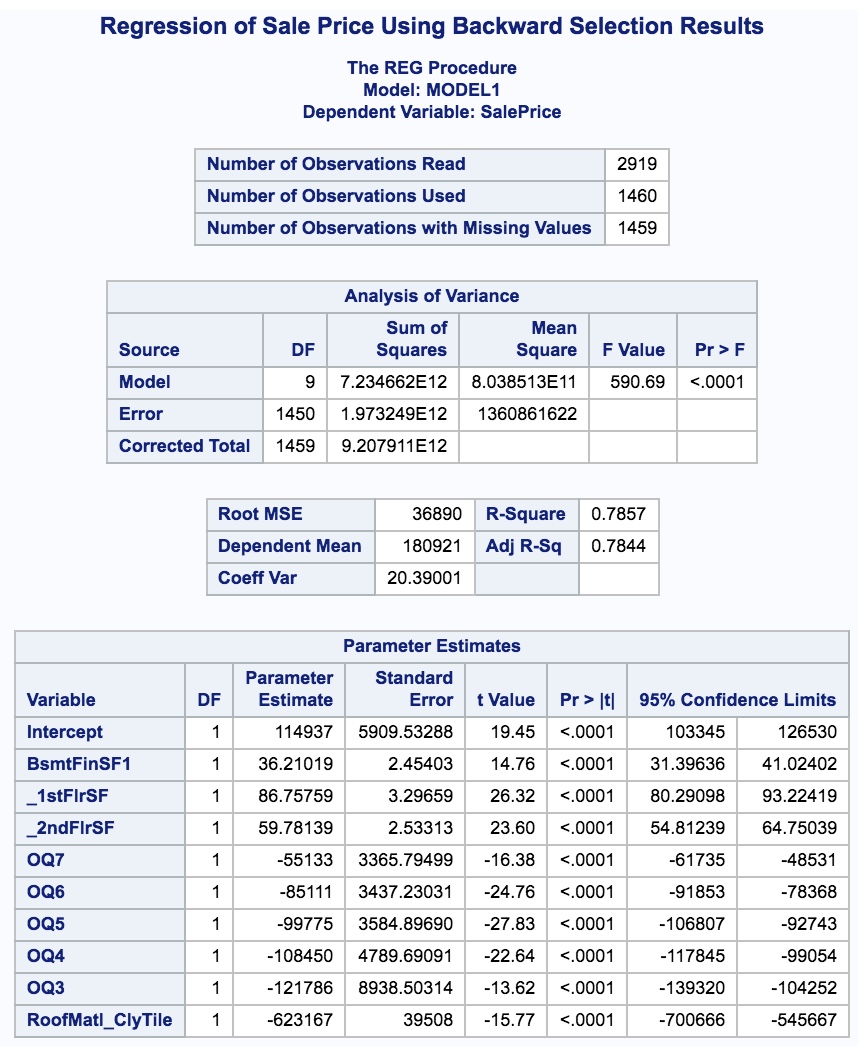 Regression of Sale Price Using Backward Selection Results
The REG Procedure
Model: MODEL1
Dependent Variable: SalePrice
Number of Observations Read 2919
Number of Observations Used 1460
Number of Observations with Missing Values 1459
Analysis of Variance
Source DF Sum of Squares Mean Square F Value Pr > F
Model 9 7.234662E12 8.038513E11 590.69 <.0001
Error 1450 1.973249E12 1360861622
Corrected Total 1459 9.207911E12
Root MSE 36890 R-Square 0.7857
Dependent Mean 180921 Adj R-Sq 0.7844
Coeff Var 20.39001
Parameter Estimates
Variable DF Parameter Estimate Standard Error t Value Pr > |t| 95% Confidence Limits
Intercept 1 114937 5909.53288 19.45 <.0001 103345 126530
BsmtFinSF1 1 36.21019 2.45403 14.76 <.0001 31.39636 41.02402
_1stFlrSF 1 86.75759 3.29659 26.32 <.0001 80.29098 93.22419
_2ndFlrSF 1 59.78139 2.53313 23.60 <.0001 54.81239 64.75039
OQ7 1 -55133 3365.79499 -16.38 <.0001 -61735 -48531
OQ6 1 -85111 3437.23031 -24.76 <.0001 -91853 -78368
OQ5 1 -99775 3584.89690 -27.83 <.0001 -106807 -92743
OQ4 1 -108450 4789.69091 -22.64 <.0001 -117845 -99054
OQ3 1 -121786 8938.50314 -13.62 <.0001 -139320 -104252
RoofMatl_ClyTile 1 -623167 39508 -15.77 <.0001 -700666 -545667